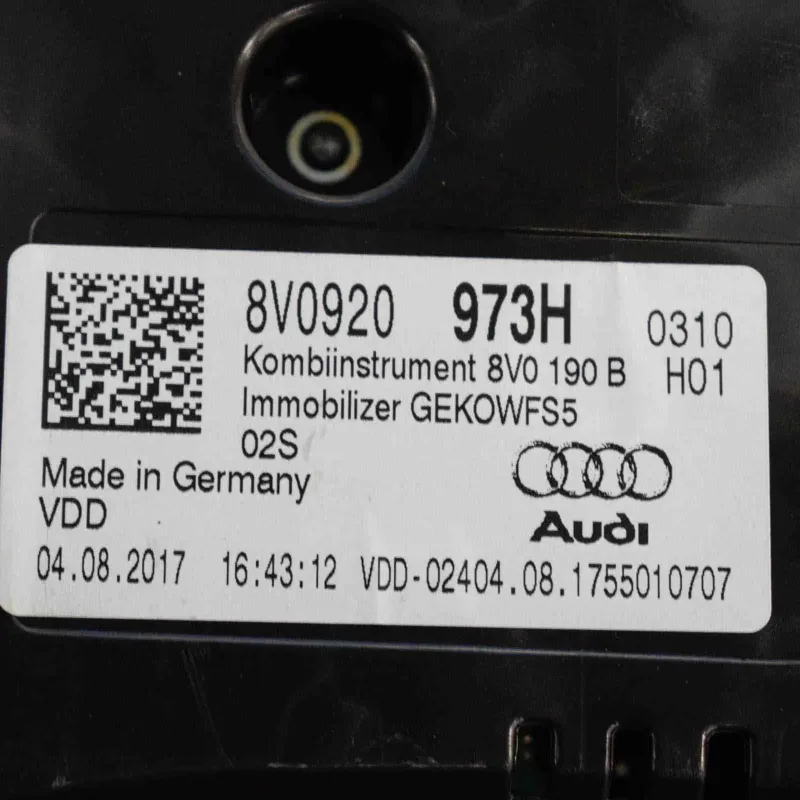 8V0920 973H 0310
Kombiinstrument 8V0 190 B H01
Immobilizer GEKOWFS5
02S
Made in Germany
VDD
Audi
04.08.2017 16:43:12 VDD-02404.08.1755010707